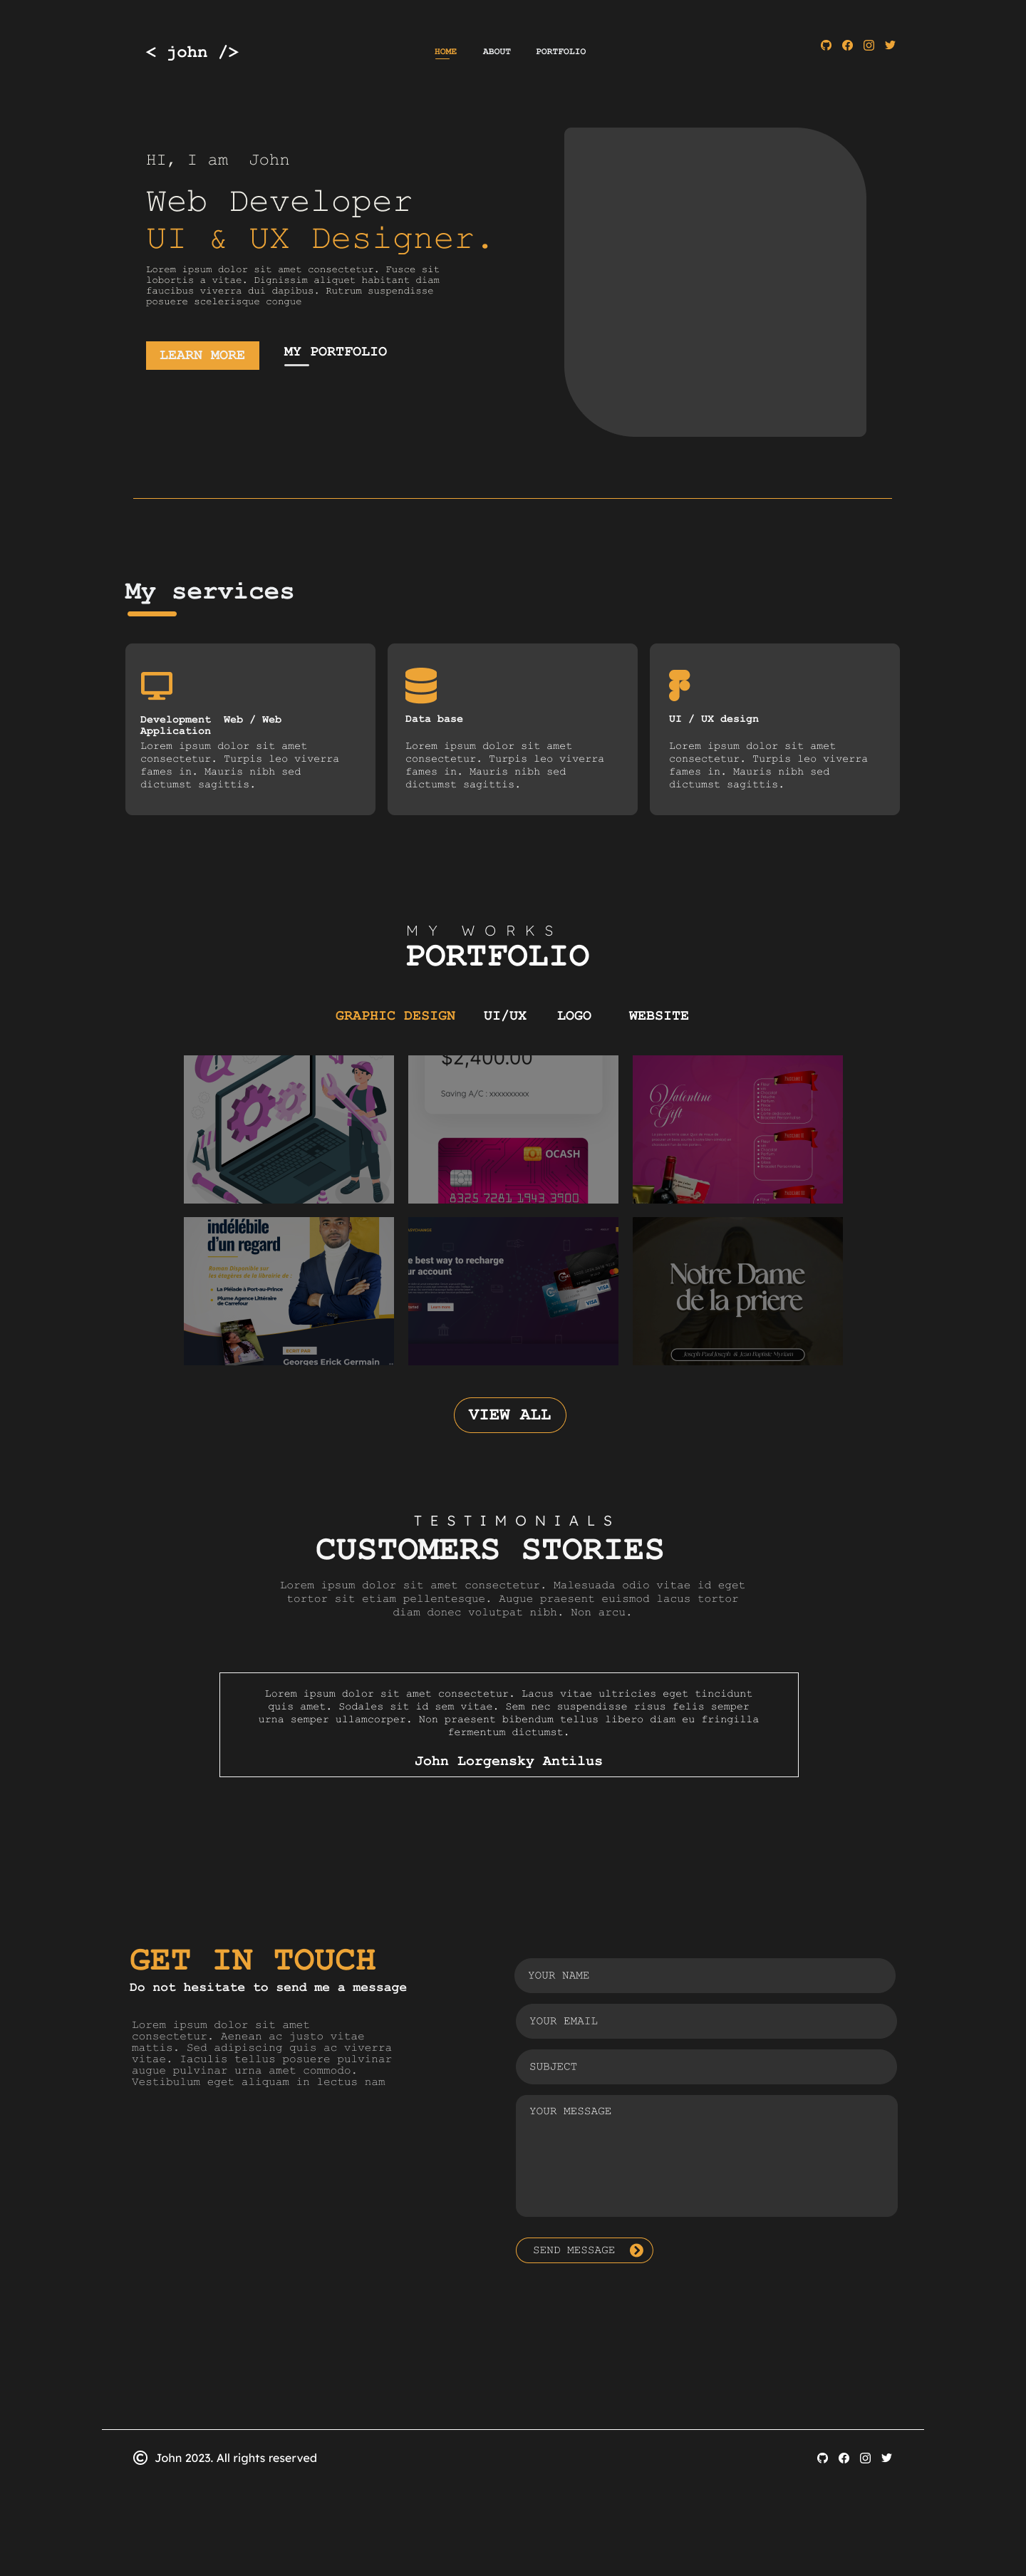 < john />
HOME ABOUT PORTFOLIO
HI, I am John
Web Developer
UI & UX Designer.
Lorem ipsum dolor sit amet consectetur. Fusce sit
lobortis a vitae. Dignissim aliquet habitant diam
faucibus viverra dui dapibus. Rutrum suspendisse
posuere scelerisque congue
LEARN MORE
MY PORTFOLIO
My services
Development Web / Web
Application
Lorem ipsum dolor sit amet
consectetur. Turpis leo viverra
fames in. Mauris nibh sed
dictumst sagittis.
Data base
Lorem ipsum dolor sit amet
consectetur. Turpis leo viverra
fames in. Mauris nibh sed
dictumst sagittis.
UI / UX design
Lorem ipsum dolor sit amet
consectetur. Turpis leo viverra
fames in. Mauris nibh sed
dictumst sagittis.
MY WORKS
PORTFOLIO
GRAPHIC DESIGN UI/UX LOGO WEBSITE
$2,400.00
Saving A/C : xxxxxxxxxx
OCASH
8325 7281 1943 3900
Valentine
Gift
indélébile
d'un regard
La Pléiade à Port-au-Prince
Plume Agence Littéraire
de Carrefour
Georges Erick Germain
e best way to recharge
ur account
VISA
VISA
Notre Dame
de la priere
Joseph Paul Joseph & Jean Baptiste Myriam
VIEW ALL
TESTIMONIALS
CUSTOMERS STORIES
Lorem ipsum dolor sit amet consectetur. Malesuada odio vitae id eget
tortor sit etiam pellentesque. Augue praesent euismod lacus tortor
diam donec volutpat nibh. Non arcu.
Lorem ipsum dolor sit amet consectetur. Lacus vitae ultricies eget tincidunt
quis amet. Sodales sit id sem vitae. Sem nec suspendisse risus felis semper
urna semper ullamcorper. Non praesent bibendum tellus libero diam eu fringilla
fermentum dictumst.
John Lorgensky Antilus
GET IN TOUCH
Do not hesitate to send me a message
Lorem ipsum dolor sit amet
consectetur. Aenean ac justo vitae
mattis. Sed adipiscing quis ac viverra
vitae. Iaculis tellus posuere pulvinar
augue pulvinar urna amet commodo.
Vestibulum eget aliquam in lectus nam
YOUR NAME
YOUR EMAIL
SUBJECT
YOUR MESSAGE
SEND MESSAGE
© John 2023. All rights reserved